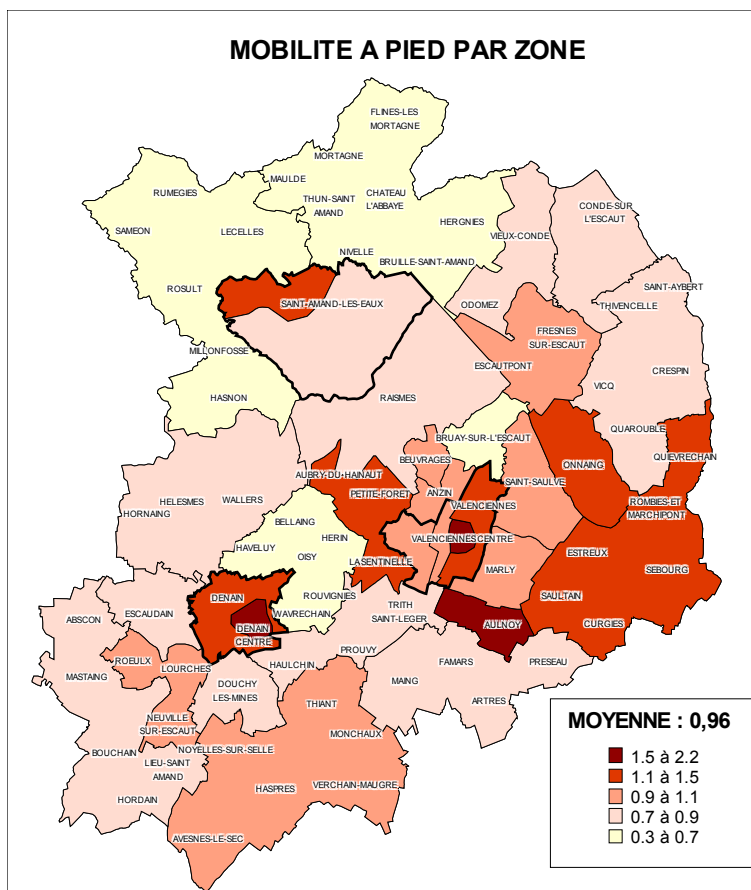 MOBILITE A PIED PAR ZONE
FLINES-LES
MORTAGNE
MORTAGNE
MAULDE
RUMEGIES
THUN-SAINT
AMAND
CHATEAU
L'ABBAYE
HERGNIES
CONDE-SUR
L'ESCAUT
SAMEON
LECELLES
VIEUX-CONDE
NIVELLE
BRUILLE-SAINT-AMAND
ROSULT
SAINT-AMAND-LES-EAUX
ODOMEZ
SAINT-AYBERT
THIVENCELLE
FRESNES
SUR-ESCAUT
MILLONFOSSE
ESCAUTPONT
CRESPIN
VICQ
HASNON
RAISMES
QUAROUBLE
BRUAY-SUR-L'ESCAUT
BEUVRAGES
ONNAING
QUIEVRECHAIN
AUBRY-DU-HAINAUT
SAINT-SAULVE
PETITE-FORET
ANZIN
HELESMES
WALLERS
HORNAING
VALENCIENNES
ROMBIES-ET
MARCHIPONT
BELLAING
HERIN
VALENCIENNES CENTRE
HAVELUY
OISY
LA SENTINELLE
ESTREUX
SEBOURG
MARLY
DENAIN
ROUVIGNIES
SAULTAIN
ESCAUDAIN
WAVRECHAIN
TRITH
SAINT-LEGER
AULNOY
CURGIES
ABSCON
DENAIN
CENTRE
PROUVY
ROEULX
LOURCHES
HAULCHIN
FAMARS
PRESEAU
MASTAING
DOUCHY
LES-MINES
MAING
ARTRES
THIANT
NEUVILLE
SUR-ESCAUT
MONCHAUX
BOUCHAIN
NOYELLES-SUR-SELLE
LIEU-SAINT
AMAND
HASPRES
VERCHAIN-MAUGRE
HORDAIN
AVESNES-LE-SEC
MOYENNE : 0,96
1.5 à 2.2
1.1 à 1.5
0.9 à 1.1
0.7 à 0.9
0.3 à 0.7